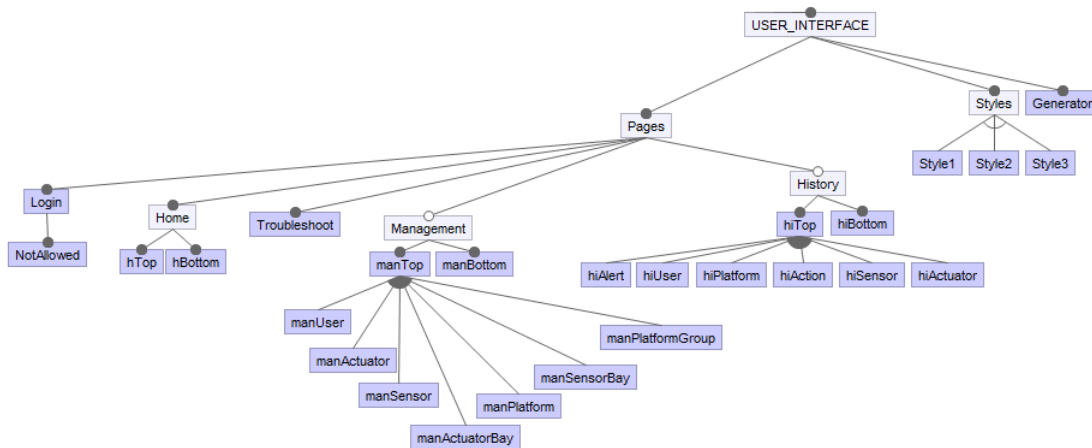 USER_INTERFACE
Styles
Generator
Pages
Style1
Style2
Style3
History
Login
Home
Troubleshoot
Management
hiTop
hiBottom
NotAllowed
hTop
hBottom
manTop
manBottom
hiAlert
hiUser
hiPlatform
hiAction
hiSensor
hiActuator
manUser
manPlatformGroup
manActuator
manSensorBay
manSensor
manPlatform
manActuatorBay